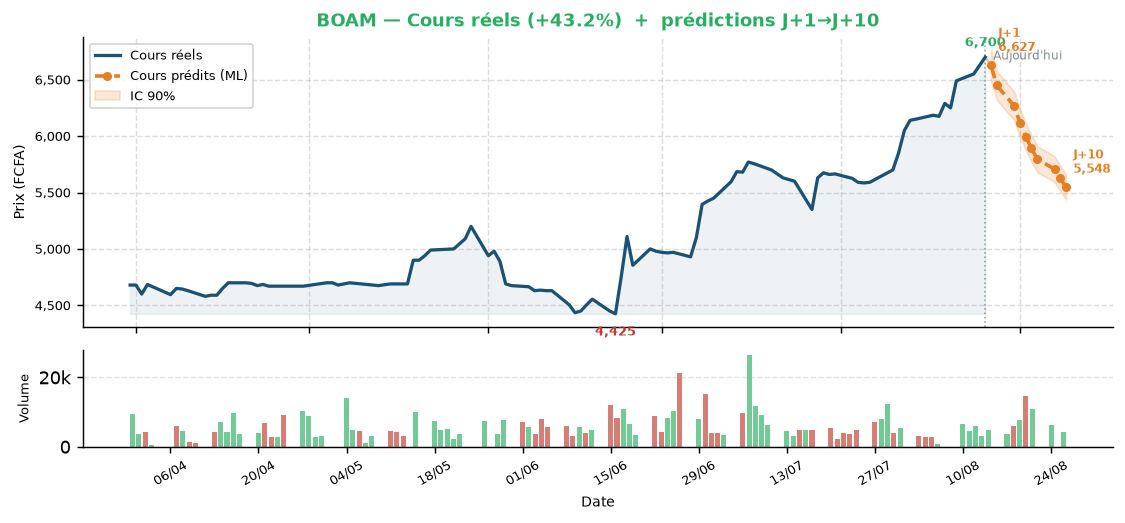 BOAM — Cours réels (+43.2%) + prédictions J+1→J+10
Cours réels
Cours prédits (ML)
IC 90%
6,700
J+1
6,627
Aujourd'hui
J+10
5,548
4,425
Prix (FCFA)
6,500
6,000
5,500
5,000
4,500
Volume
20k
0
06/04
20/04
04/05
18/05
01/06
15/06
29/06
13/07
27/07
10/08
24/08
Date